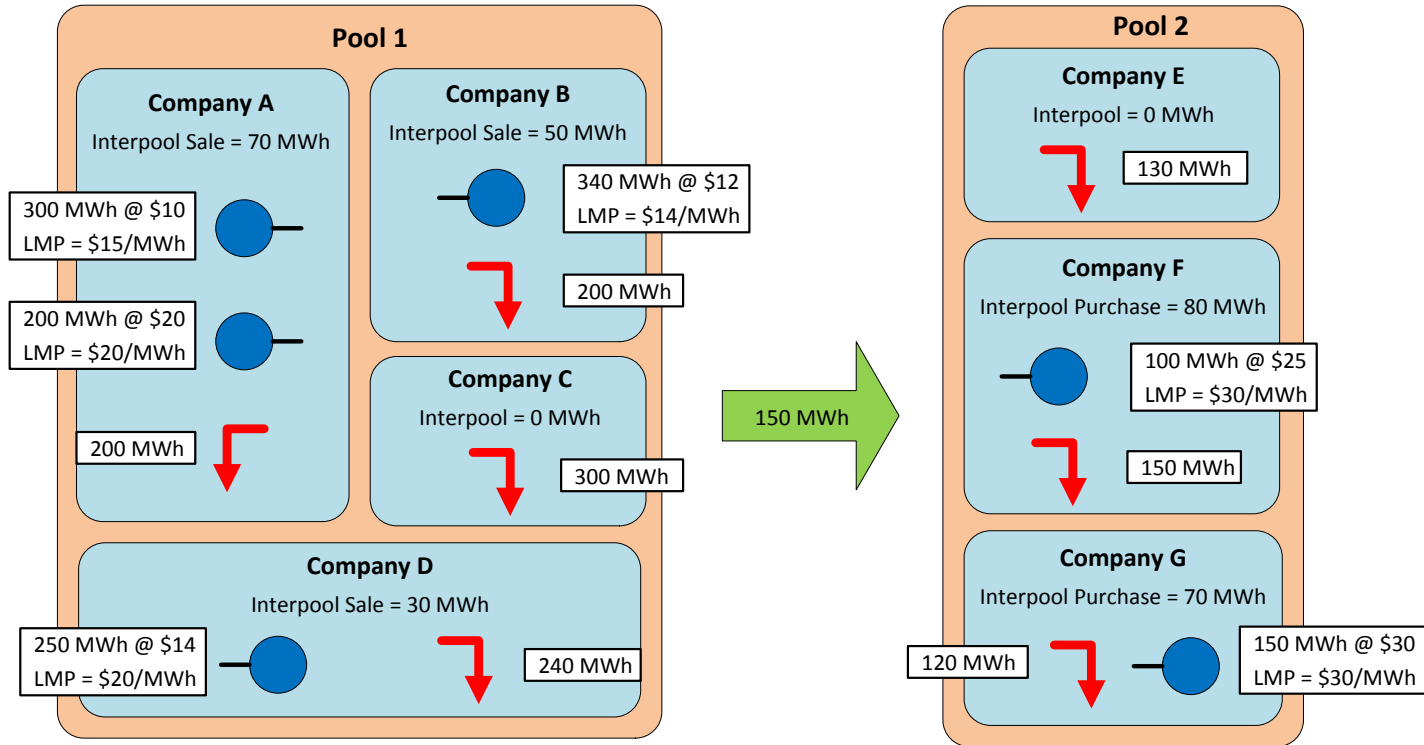 Pool 1
Company A
Interpool Sale = 70 MWh
300 MWh @ $10
LMP = $15/MWh
200 MWh @ $20
LMP = $20/MWh
200 MWh
Company B
Interpool Sale = 50 MWh
340 MWh @ $12
LMP = $14/MWh
200 MWh
Company C
Interpool = 0 MWh
300 MWh
Company D
Interpool Sale = 30 MWh
250 MWh @ $14
LMP = $20/MWh
240 MWh
150 MWh
Pool 2
Company E
Interpool = 0 MWh
130 MWh
Company F
Interpool Purchase = 80 MWh
100 MWh @ $25
LMP = $30/MWh
150 MWh
Company G
Interpool Purchase = 70 MWh
120 MWh
150 MWh @ $30
LMP = $30/MWh